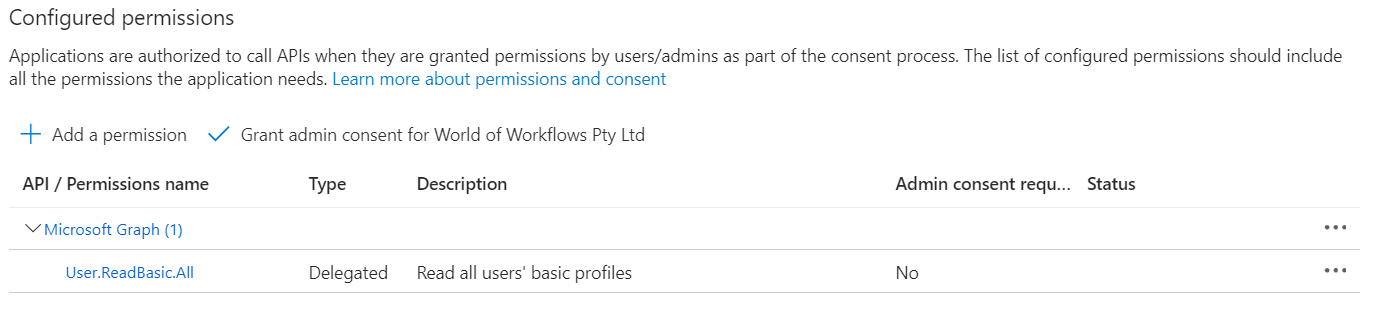 Configured permissions
Applications are authorized to call APIs when they are granted permissions by users/admins as part of the consent process. The list of configured permissions should include
all the permissions the application needs. Learn more about permissions and consent
Add a permission Grant admin consent for World of Workflows Pty Ltd
API / Permissions name Type Description Admin consent requ... Status
Microsoft Graph (1)
User.ReadBasic.All Delegated Read all users' basic profiles No